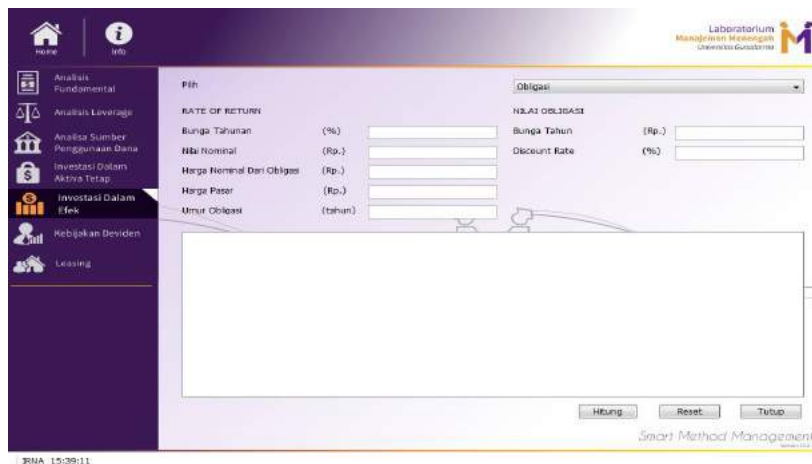 Home
Info
Laboratorium
Manajemen Menengah
Universitas Gunadarma
Analisis
Fundamental
Analisis Leverage
Analisa Sumber
Penggunaan Dana
Investasi Dalam
Aktiva Tetap
Investasi Dalam
Efek
Kebijakan Deviden
Leasing
Pilih
Obligasi
RATE OF RETURN
NILAI OBLIGASI
Bunga Tahunan (%)
Bunga Tahun (Rp.)
Nilai Nominal (Rp.)
Discount Rate (%)
Harga Nominal Dari Obligasi (Rp.)
Harga Pasar (Rp.)
Umur Obligasi (tahun)
Hitung
Reset
Tutup
Smart Method Management
IRNA 15:39:11